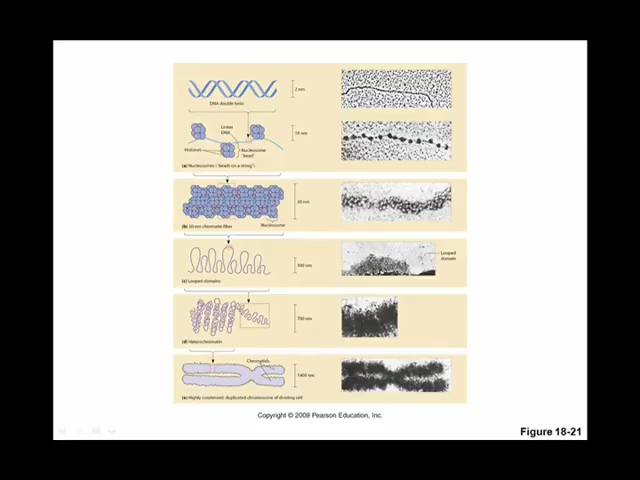 2 nm
DNA double helix
Linker
DNA
10 nm
Histones
Nucleosome
"bead"
(a) Nucleosomes ("beads on a string")
30 nm
Nucleosome
(b) 30-nm chromatin fiber
Looped
domain
300 nm
(c) Looped domains
700 nm
(d) Heterochromatin
Chromatids
1400 nm
(e) Highly condensed, duplicated chromosome of dividing cell
Copyright © 2009 Pearson Education, Inc.
Figure 18-21